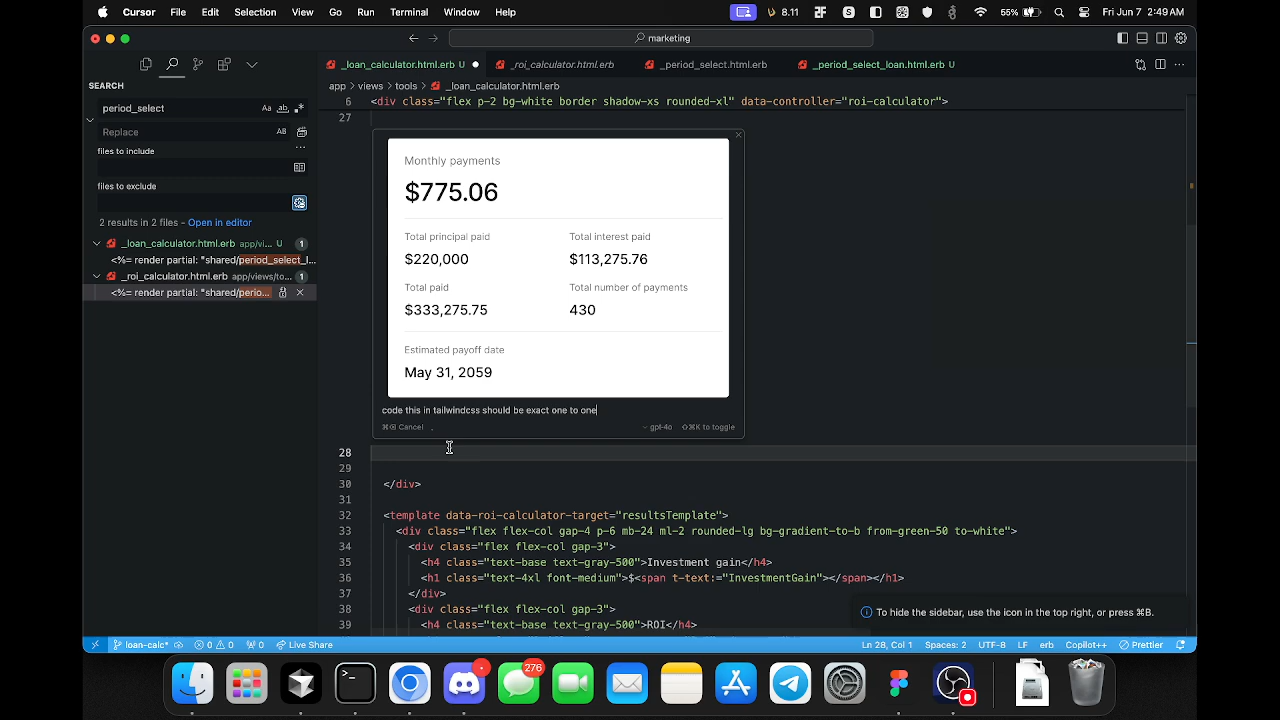 Cursor File Edit Selection View Go Run Terminal Window Help
8.11 55% Fri Jun 7 2:49 AM
marketing
_loan_calculator.html.erb U
_roi_calculator.html.erb
_period_select.html.erb
_period_select_loan.html.erb U
SEARCH
app > views > tools > _loan_calculator.html.erb
period_select
Replace
files to include
files to exclude
2 results in 2 files - Open in editor
_loan_calculator.html.erb app/vi... U 1
<%= render partial: "shared/period_select_l...
_roi_calculator.html.erb app/views/to... 1
<%= render partial: "shared/perio...
6 <div class="flex p-2 bg-white border shadow-xs rounded-xl" data-controller="roi-calculator">
27
Monthly payments
$775.06
Total principal paid Total interest paid
$220,000 $113,275.76
Total paid Total number of payments
$333,275.75 430
Estimated payoff date
May 31, 2059
code this in tailwindcss should be exact one to one
Cancel gpt-4o ⇧⌘K to toggle
28
29
30 </div>
31
32 <template data-roi-calculator-target="resultsTemplate">
33 <div class="flex flex-col gap-4 p-6 mb-24 ml-2 rounded-lg bg-gradient-to-b from-green-50 to-white">
34 <div class="flex flex-col gap-3">
35 <h4 class="text-base text-gray-500">Investment gain</h4>
36 <h1 class="text-4xl font-medium">$<span t-text:="InvestmentGain"></span></h1>
37 </div>
38 <div class="flex flex-col gap-3">
39 <h4 class="text-base text-gray-500">ROI</h4>
To hide the sidebar, use the icon in the top right, or press ⌘B.
loan-calc* 0 0 0 Live Share
Ln 28, Col 1 Spaces: 2 UTF-8 LF erb Copilot++ Prettier
276